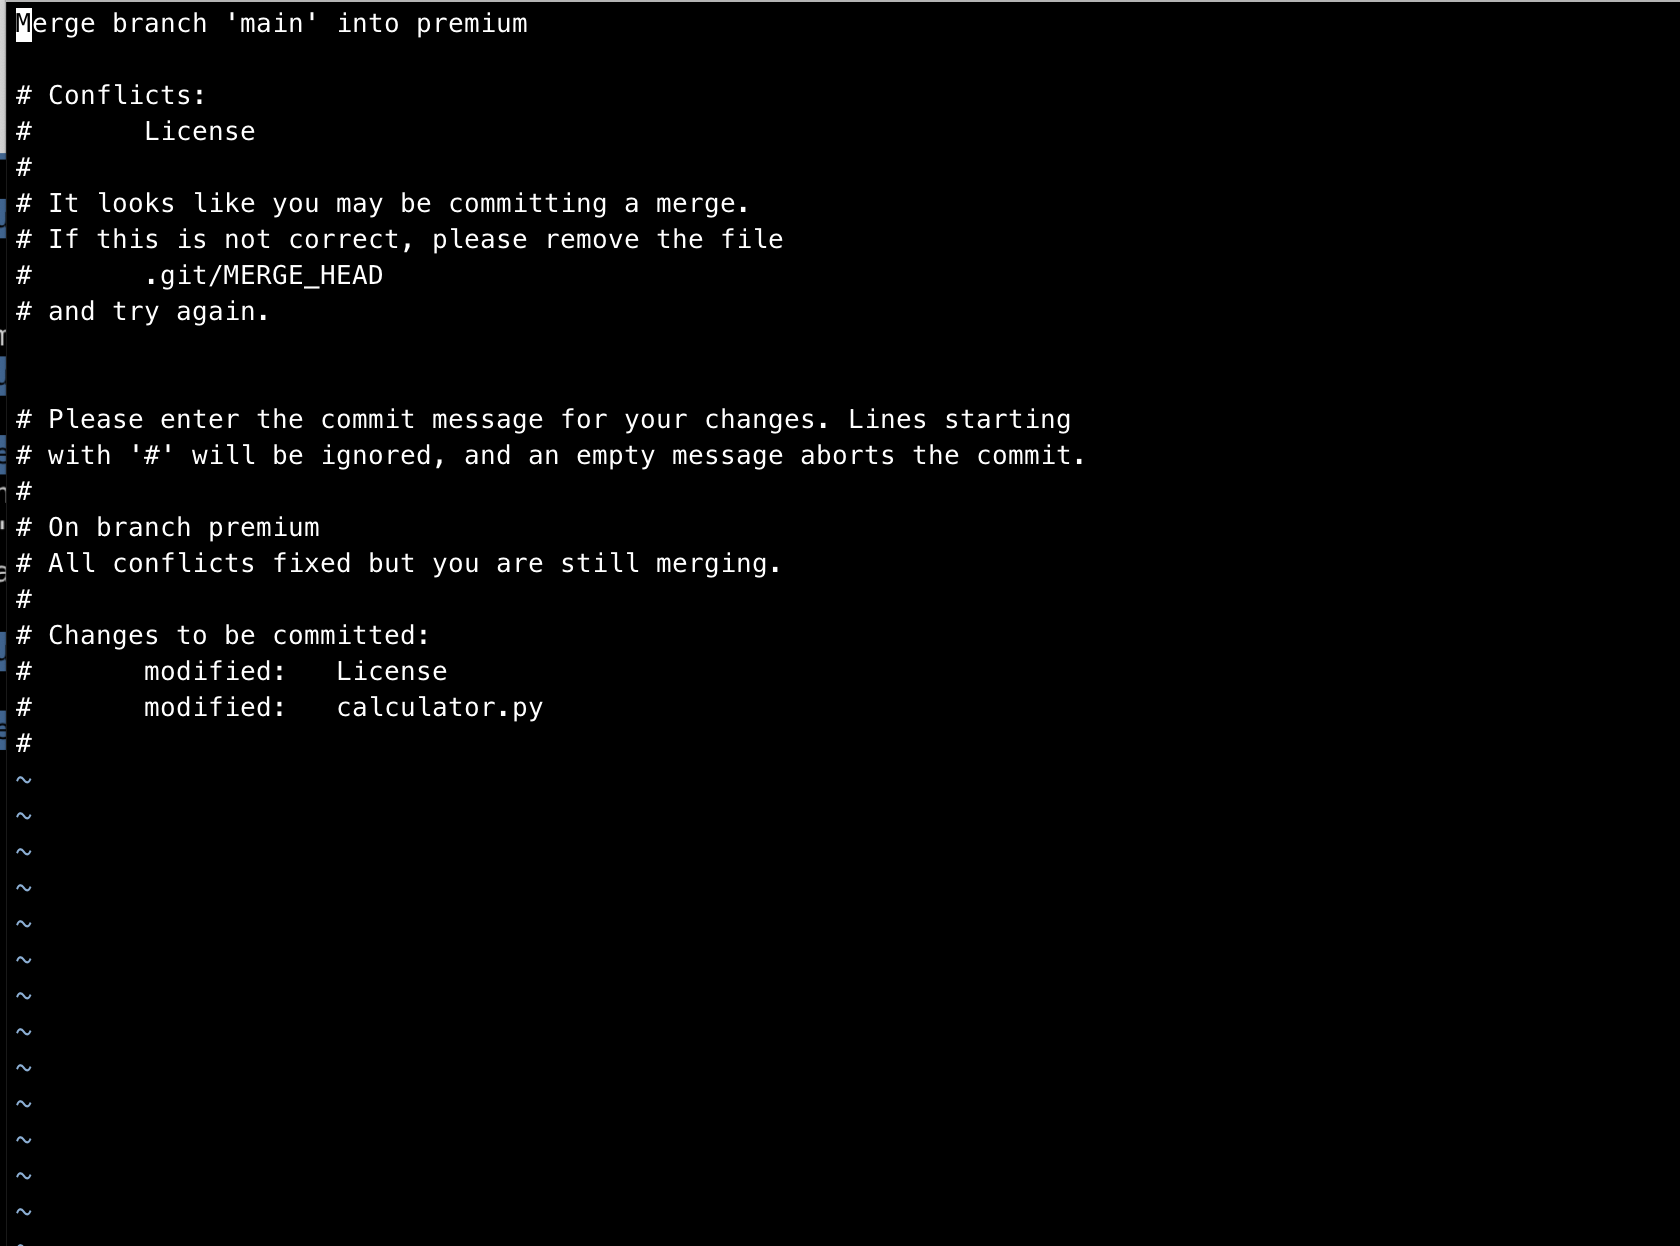 Merge branch 'main' into premium

# Conflicts:
#       License
#
# It looks like you may be committing a merge.
# If this is not correct, please remove the file
#       .git/MERGE_HEAD
# and try again.


# Please enter the commit message for your changes. Lines starting
# with '#' will be ignored, and an empty message aborts the commit.
#
# On branch premium
# All conflicts fixed but you are still merging.
#
# Changes to be committed:
#       modified:   License
#       modified:   calculator.py
#
~
~
~
~
~
~
~
~
~
~
~
~
~